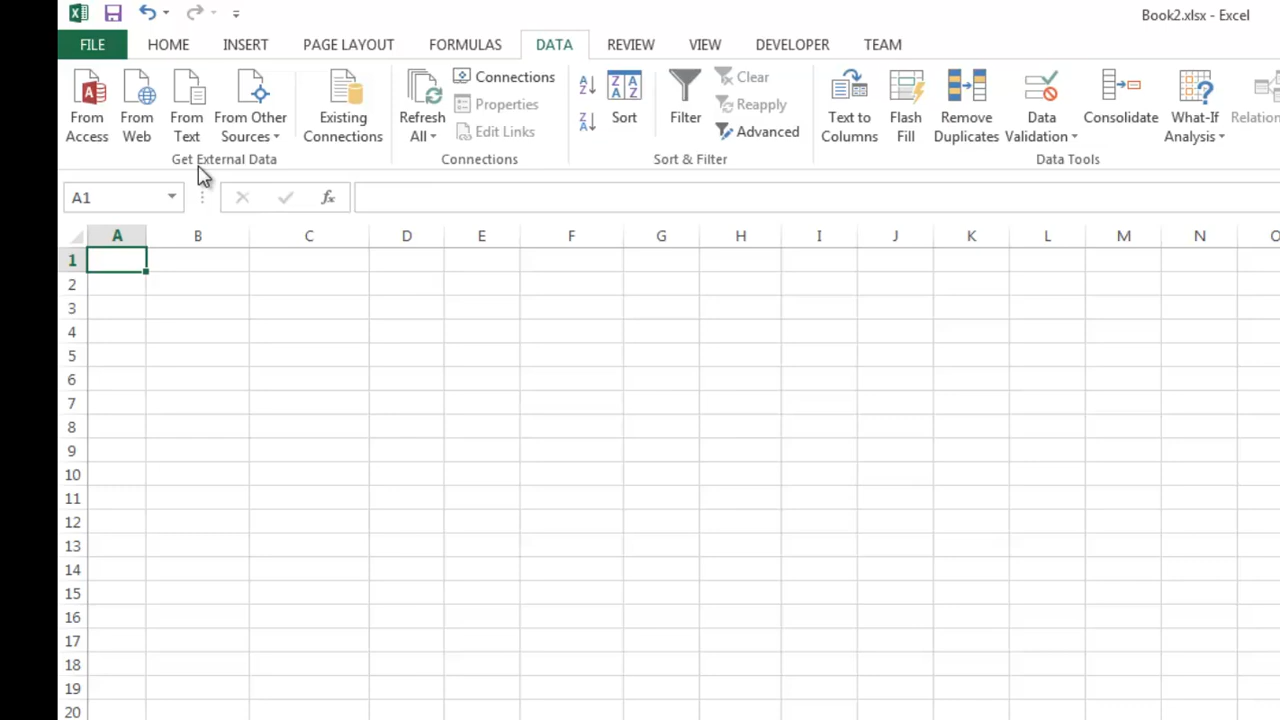 Book2.xlsx - Excel
FILE HOME INSERT PAGE LAYOUT FORMULAS DATA REVIEW VIEW DEVELOPER TEAM
From Access
From Web
From Text
From Other Sources
Existing Connections
Get External Data
Refresh All
Connections
Properties
Edit Links
Connections
Sort
Filter
Clear
Reapply
Advanced
Sort & Filter
Text to Columns
Flash Fill
Remove Duplicates
Data Validation
Consolidate
What-If Analysis
Data Tools
A1 fx
A B C D E F G H I J K L M N
1
2
3
4
5
6
7
8
9
10
11
12
13
14
15
16
17
18
19
20